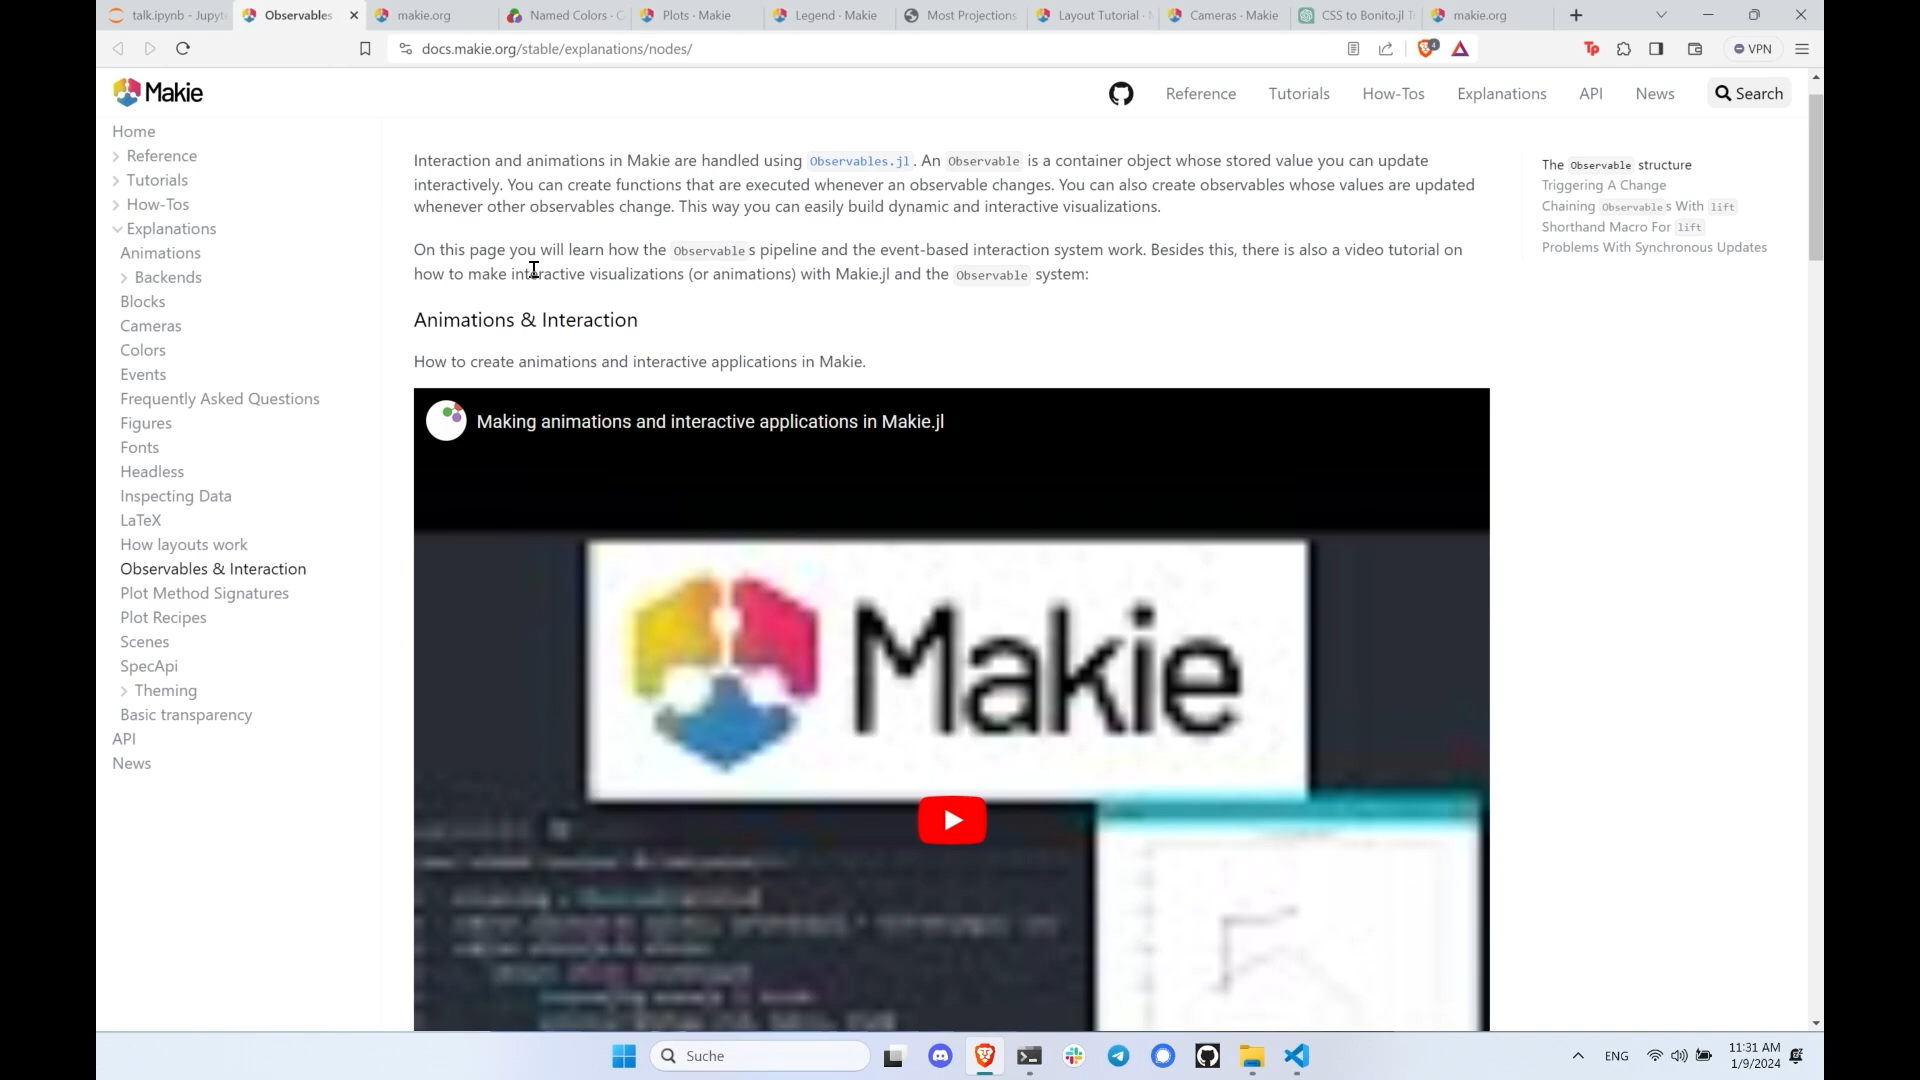 talk.ipynb - Jupyt
Observables
makie.org
Named Colors · C
Plots · Makie
Legend · Makie
Most Projections
Layout Tutorial ·
Cameras · Makie
CSS to Bonito.jl T
makie.org
docs.makie.org/stable/explanations/nodes/
4
Tp
VPN
Makie
Reference
Tutorials
How-Tos
Explanations
API
News
Search
Home
Reference
Tutorials
How-Tos
Explanations
Animations
Backends
Blocks
Cameras
Colors
Events
Frequently Asked Questions
Figures
Fonts
Headless
Inspecting Data
LaTeX
How layouts work
Observables & Interaction
Plot Method Signatures
Plot Recipes
Scenes
SpecApi
Theming
Basic transparency
API
News
Interaction and animations in Makie are handled using Observables.jl. An Observable is a container object whose stored value you can update
interactively. You can create functions that are executed whenever an observable changes. You can also create observables whose values are updated
whenever other observables change. This way you can easily build dynamic and interactive visualizations.
On this page you will learn how the Observables pipeline and the event-based interaction system work. Besides this, there is also a video tutorial on
how to make interactive visualizations (or animations) with Makie.jl and the Observable system:
Animations & Interaction
How to create animations and interactive applications in Makie.
Making animations and interactive applications in Makie.jl
Makie
The Observable structure
Triggering A Change
Chaining Observables With lift
Shorthand Macro For lift
Problems With Synchronous Updates
Suche
ENG
11:31 AM
1/9/2024